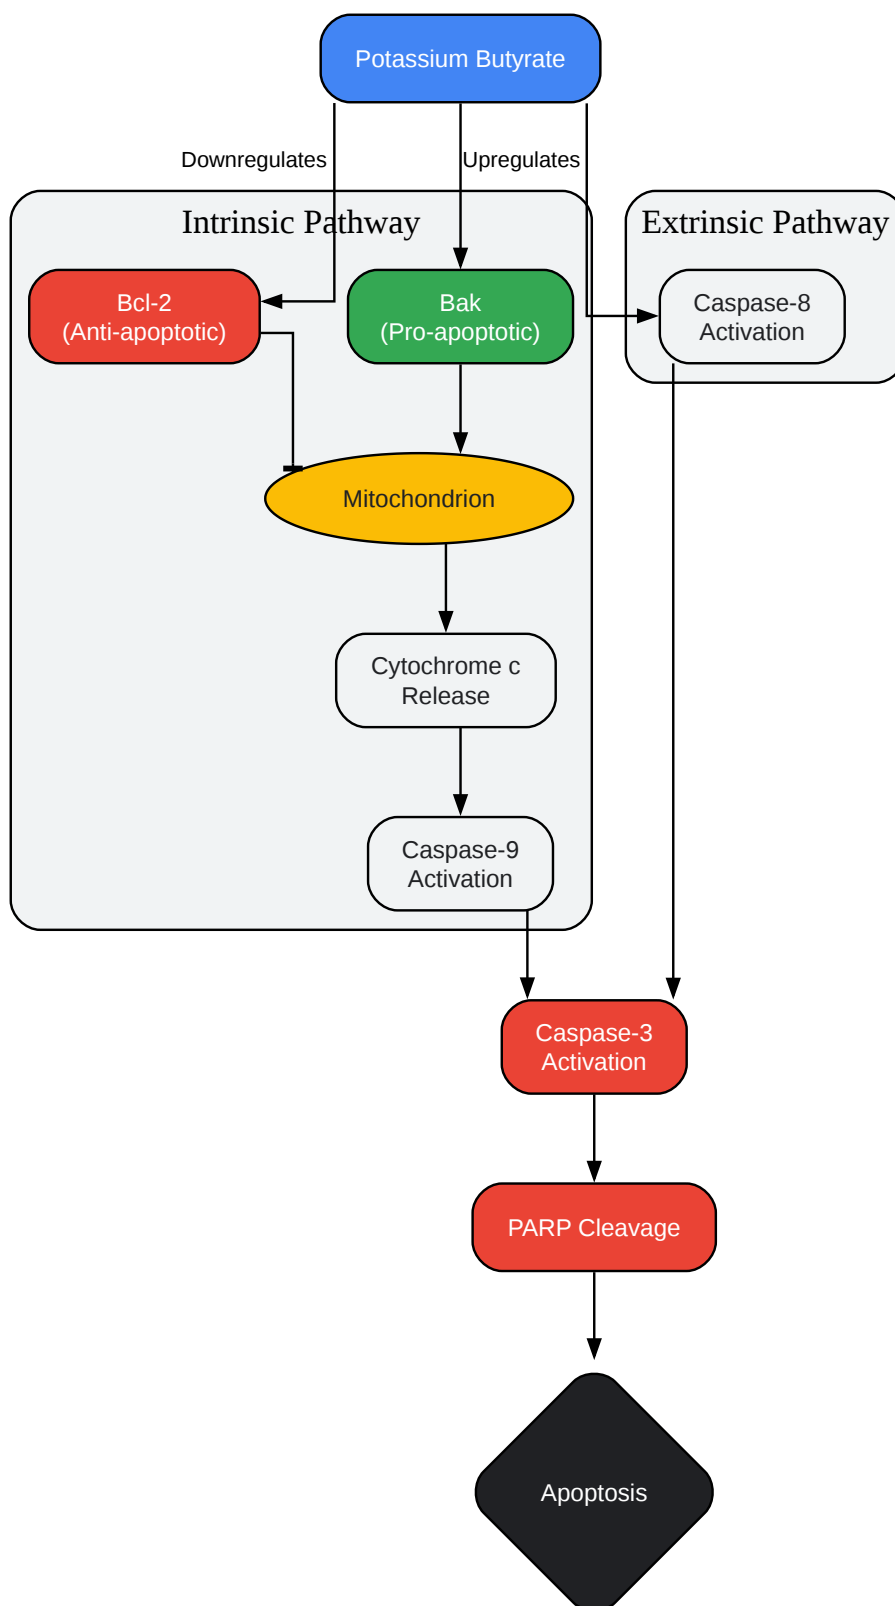 Potassium Butyrate
Downregulates
Upregulates
Intrinsic Pathway
Extrinsic Pathway
Bcl-2
(Anti-apoptotic)
Bak
(Pro-apoptotic)
Caspase-8
Activation
Mitochondrion
Cytochrome c
Release
Caspase-9
Activation
Caspase-3
Activation
PARP Cleavage
Apoptosis